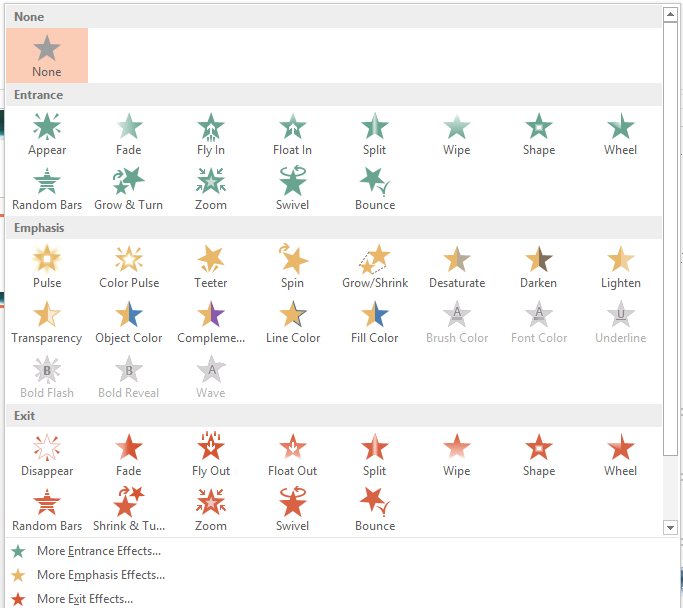 None
None
Entrance
Appear Fade Fly In Float In Split Wipe Shape Wheel
Random Bars Grow & Turn Zoom Swivel Bounce
Emphasis
Pulse Color Pulse Teeter Spin Grow/Shrink Desaturate Darken Lighten
Transparency Object Color Compleme... Line Color Fill Color Brush Color Font Color Underline
Bold Flash Bold Reveal Wave
Exit
Disappear Fade Fly Out Float Out Split Wipe Shape Wheel
Random Bars Shrink & Tu... Zoom Swivel Bounce
More Entrance Effects...
More Emphasis Effects...
More Exit Effects...